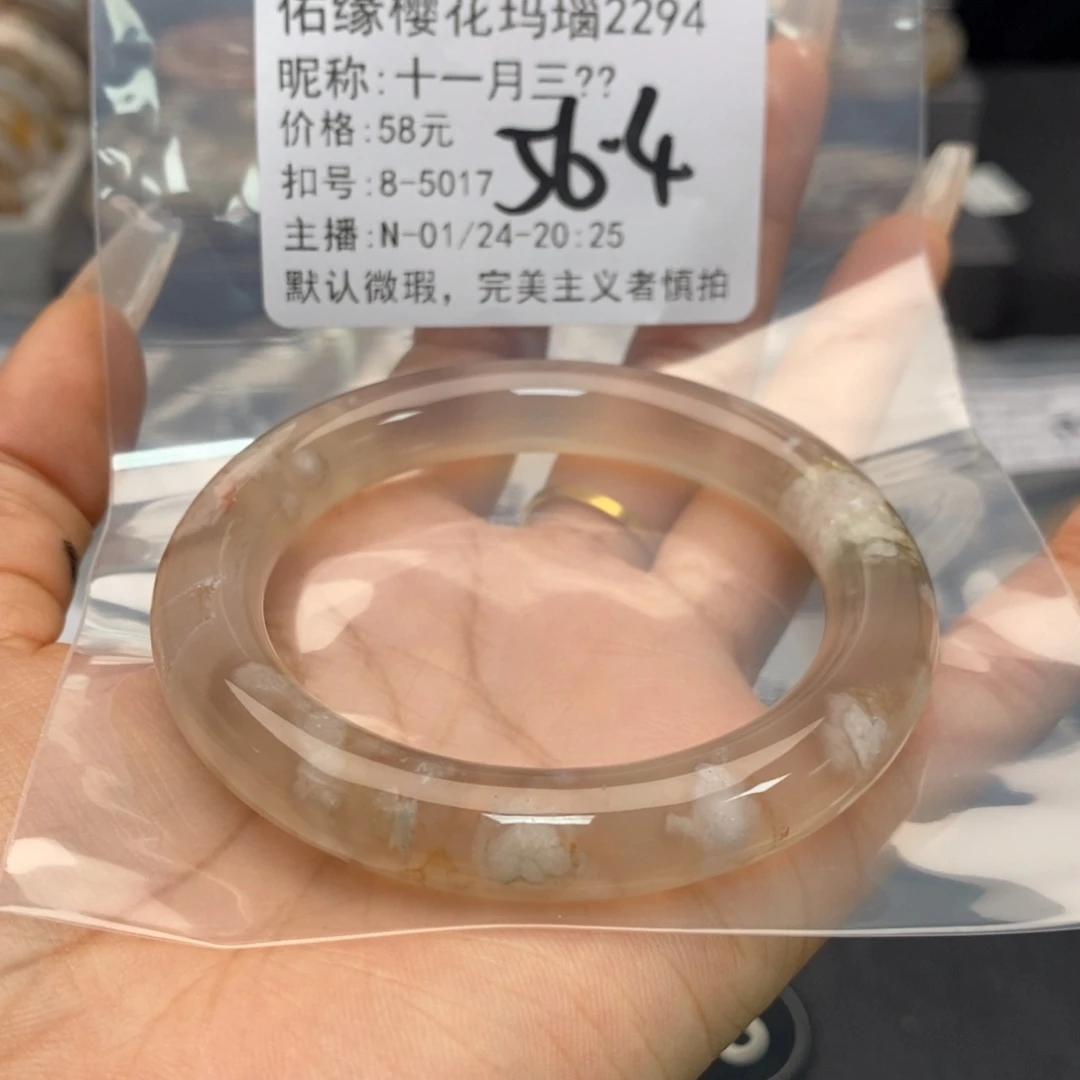 佑缘樱花玛瑙2294
昵称:十一月三??
价格:58元
56.4
扣号:8-5017
主播:N-01/24-20:25
默认微瑕，完美主义者慎拍